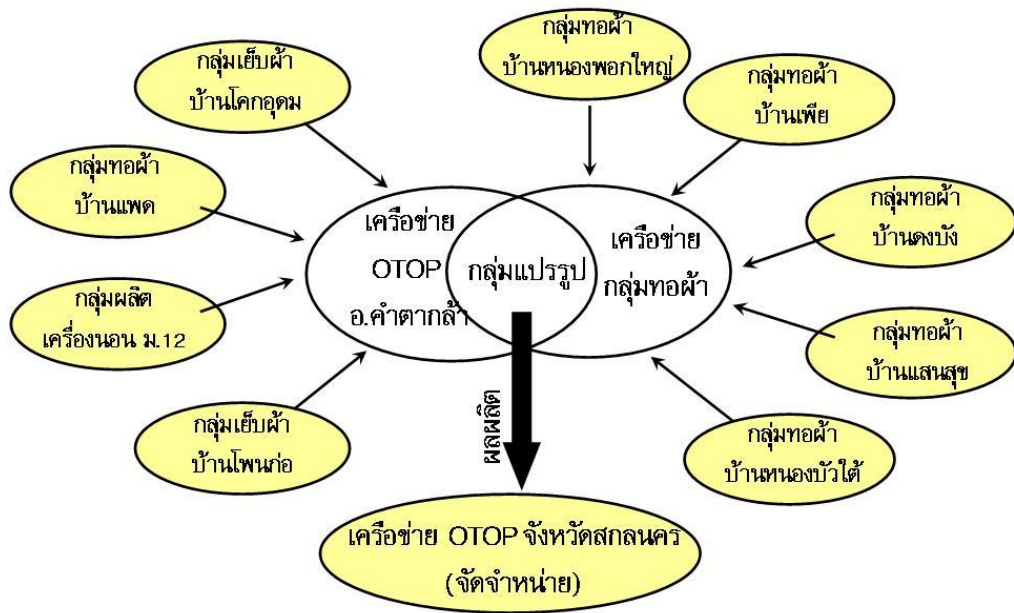 กลุ่มทอผ้า
บ้านหนองพอกใหญ่
กลุ่มเย็บผ้า
บ้านโคกอุดม
กลุ่มทอผ้า
บ้านเพีย
กลุ่มทอผ้า
บ้านแพด
กลุ่มทอผ้า
บ้านดงบัง
เครือข่าย
OTOP
อ.คำตากล้า
กลุ่มแปรรูป
เครือข่าย
กลุ่มทอผ้า
กลุ่มผลิต
เครื่องนอน ม.12
กลุ่มทอผ้า
บ้านแสนสุข
กลุ่มเย็บผ้า
บ้านโพนก่อ
ผลผลิต
กลุ่มทอผ้า
บ้านหนองบัวใต้
เครือข่าย OTOP จังหวัดสกลนคร
(จัดจำหน่าย)